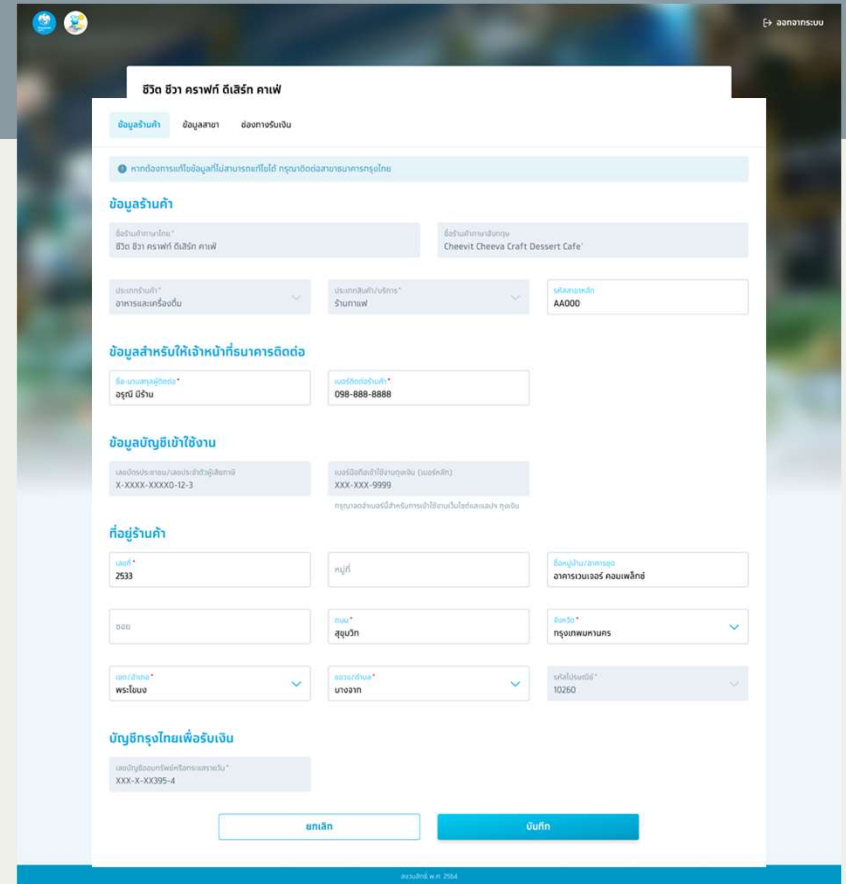 ออกจากระบบ
ชีวิต ชีวา คราฟท์ ดีเสิร์ท คาเฟ่
ข้อมูลร้านค้า ข้อมูลสาขา ช่องทางรับเงิน
หากต้องการแก้ไขข้อมูลที่ไม่สามารถแก้ไขได้ กรุณาติดต่อสาขาธนาคารกรุงไทย
ข้อมูลร้านค้า
ชื่อร้านค้าภาษาไทย* ชื่อร้านค้าภาษาอังกฤษ
ชีวิต ชีวา คราฟท์ ดีเสิร์ท คาเฟ่ Cheevit Cheeva Craft Dessert Cafe'
ประเภทร้านค้า* ประเภทสินค้า/บริการ* รหัสสาขาหลัก
อาหารและเครื่องดื่ม ร้านกาแฟ AA000
ข้อมูลสำหรับให้เจ้าหน้าที่ธนาคารติดต่อ
ชื่อ-นามสกุลผู้ติดต่อ* เบอร์ติดต่อร้านค้า*
อรุณี มีร้าน 098-888-8888
ข้อมูลบัญชีเข้าใช้งาน
เลขบัตรประชาชน/เลขประจำตัวผู้เสียภาษี เบอร์มือถือเข้าใช้งานถุงเงิน (เบอร์หลัก)
X-XXXX-XXXX0-12-3 XXX-XXX-9999
กรุณาจดจำเบอร์นี้สำหรับการเข้าใช้งานเว็บไซต์และแอปฯ ถุงเงิน
ที่อยู่ร้านค้า
เลขที่* หมู่ที่ ชื่อหมู่บ้าน/อาคารชุด
2533 อาคารเวนเจอร์ คอมเพล็กซ์
ซอย ถนน* จังหวัด*
สุขุมวิท กรุงเทพมหานคร
เขต/อำเภอ* แขวง/ตำบล* รหัสไปรษณีย์*
พระโขนง บางจาก 10260
บัญชีกรุงไทยเพื่อรับเงิน
เลขบัญชีออมทรัพย์หรือกระแสรายวัน*
XXX-X-XX395-4
ยกเลิก บันทึก
สงวนสิทธิ์ พ.ศ. 2564